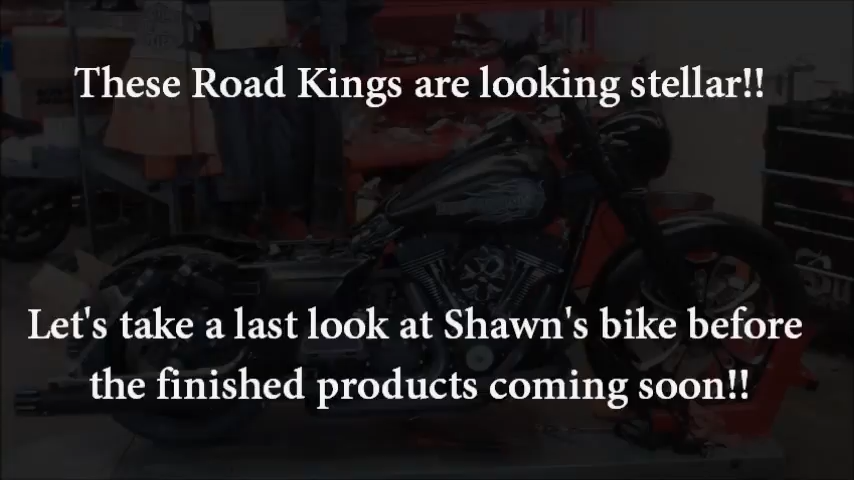 These Road Kings are looking stellar!!
Let's take a last look at Shawn's bike before
the finished products coming soon!!